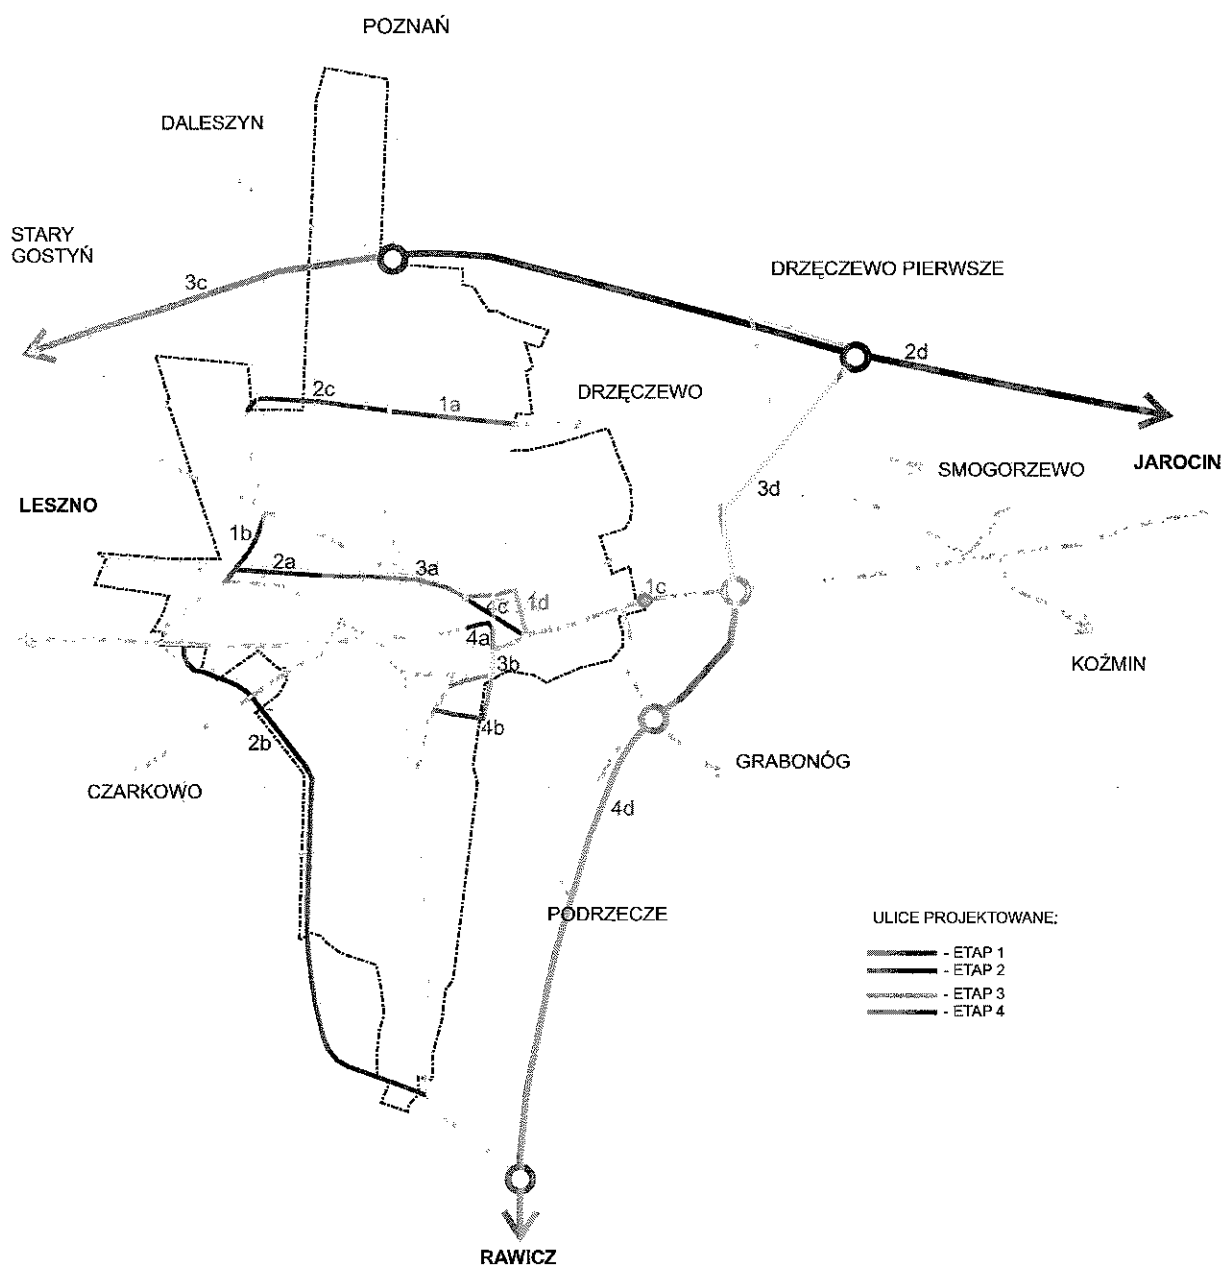 POZNAŃ
DALESZYN
STARY
GOSTYŃ
3c
DRZĘCZEWO PIERWSZE
2d
2c
1a
DRZĘCZEWO
JAROCIN
SMOGORZEWO
3d
LESZNO
1b
2a
3a
4c
1d
1c
4a
3b
KOŹMIN
4b
2b
GRABONÓG
CZARKOWO
4d
PODRZECZE
ULICE PROJEKTOWANE:
- ETAP 1
- ETAP 2
- ETAP 3
- ETAP 4
RAWICZ